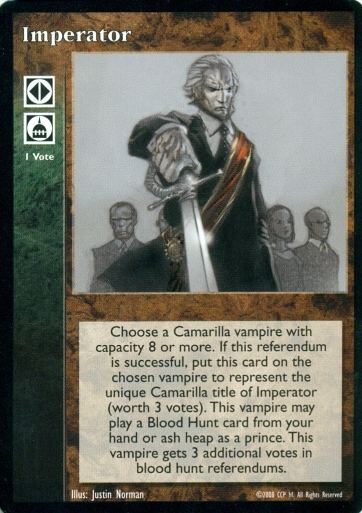 Imperator
1 Vote
Choose a Camarilla vampire with
capacity 8 or more. If this referendum
is successful, put this card on the
chosen vampire to represent the
unique Camarilla title of Imperator
(worth 3 votes). This vampire may
play a Blood Hunt card from your
hand or ash heap as a prince. This
vampire gets 3 additional votes in
blood hunt referendums.
Illus: Justin Norman
©2008 CCP hf. All Rights Reserved